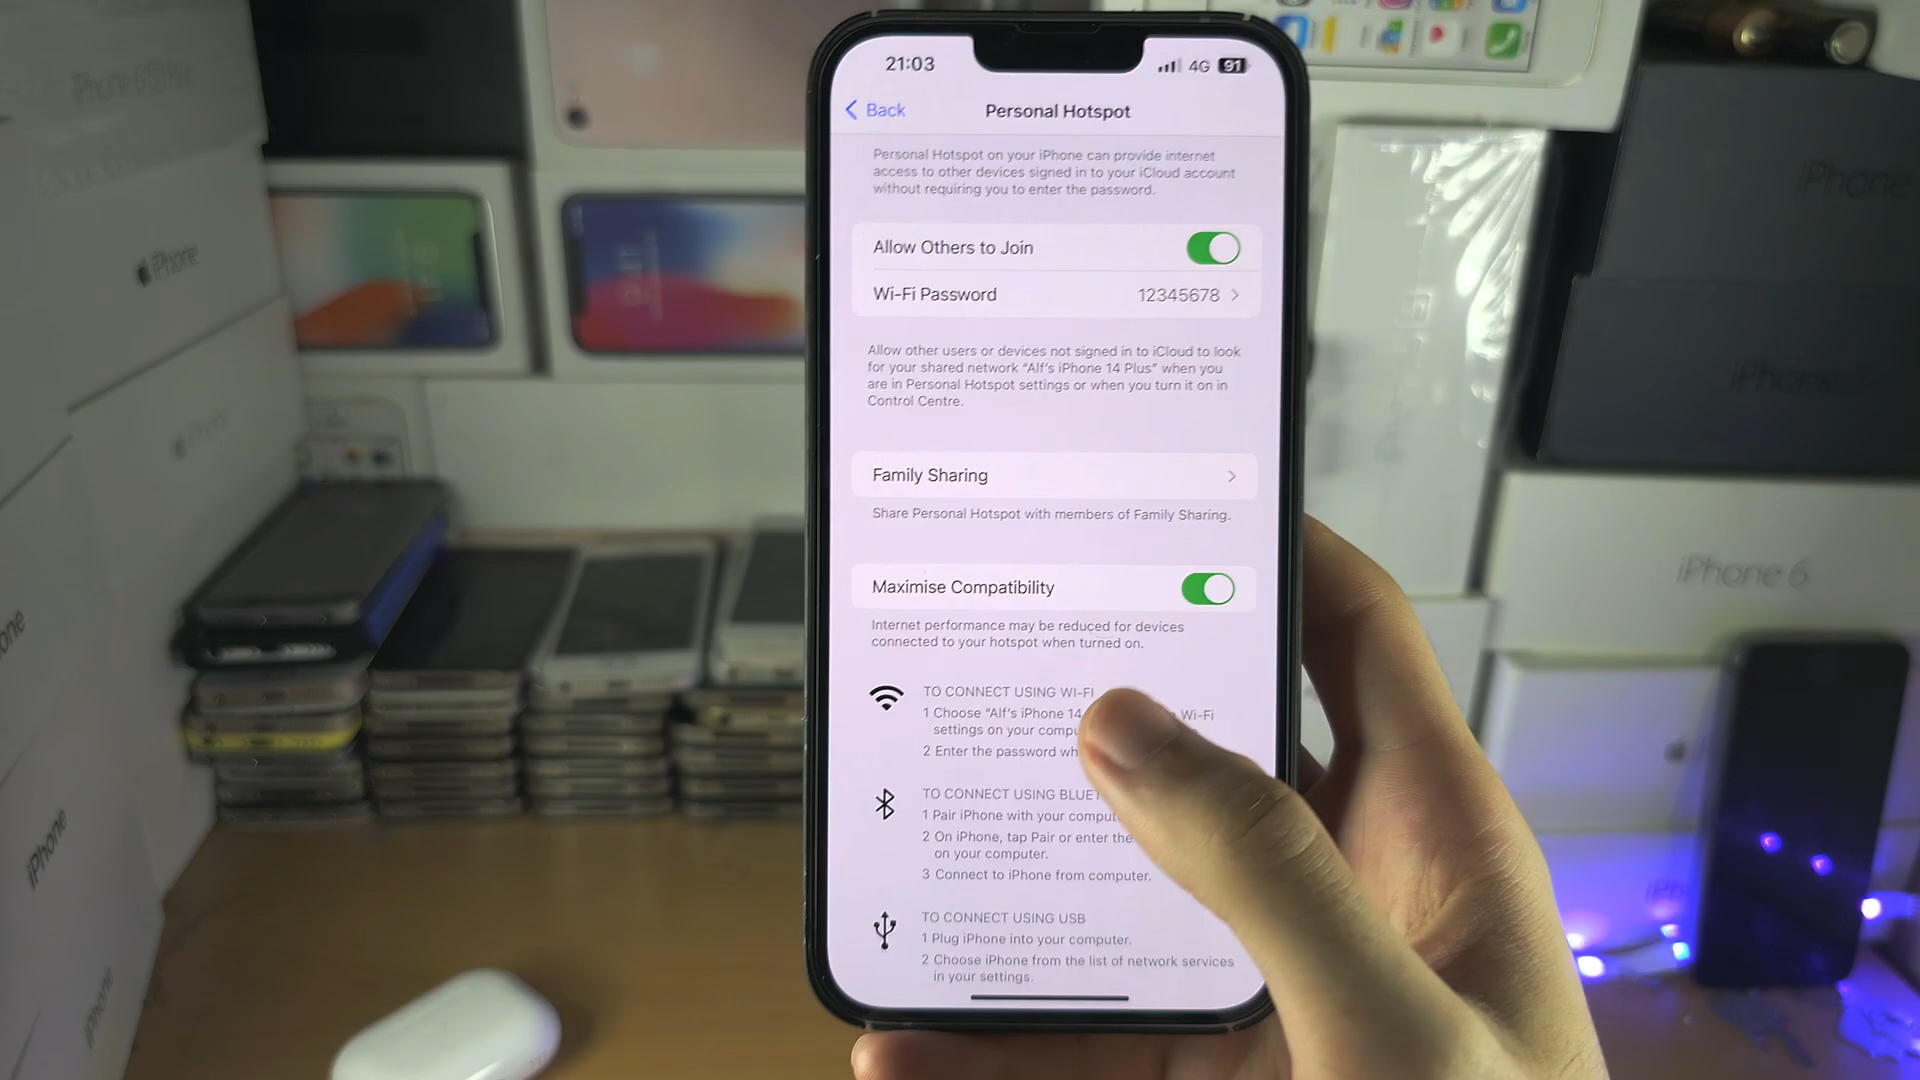 21:03
4G 91
Back
Personal Hotspot
Personal Hotspot on your iPhone can provide internet
access to other devices signed in to your iCloud account
without requiring you to enter the password.
Allow Others to Join
Wi-Fi Password 12345678
Allow other users or devices not signed in to iCloud to look
for your shared network “Alf’s iPhone 14 Plus” when you
are in Personal Hotspot settings or when you turn it on in
Control Centre.
Family Sharing
Share Personal Hotspot with members of Family Sharing.
Maximise Compatibility
Internet performance may be reduced for devices
connected to your hotspot when turned on.
TO CONNECT USING WI-FI
1 Choose “Alf’s iPhone 14 Wi-Fi
settings on your
2 Enter the password
TO CONNECT USING
1 Pair iPhone with your
2 On iPhone, tap Pair or enter the
on your computer.
3 Connect to iPhone from computer.
TO CONNECT USING USB
1 Plug iPhone into your computer.
2 Choose iPhone from the list of network services
in your settings.
iPhone
iPhone
iPhone
iPhone
iPhone
iPhone 6